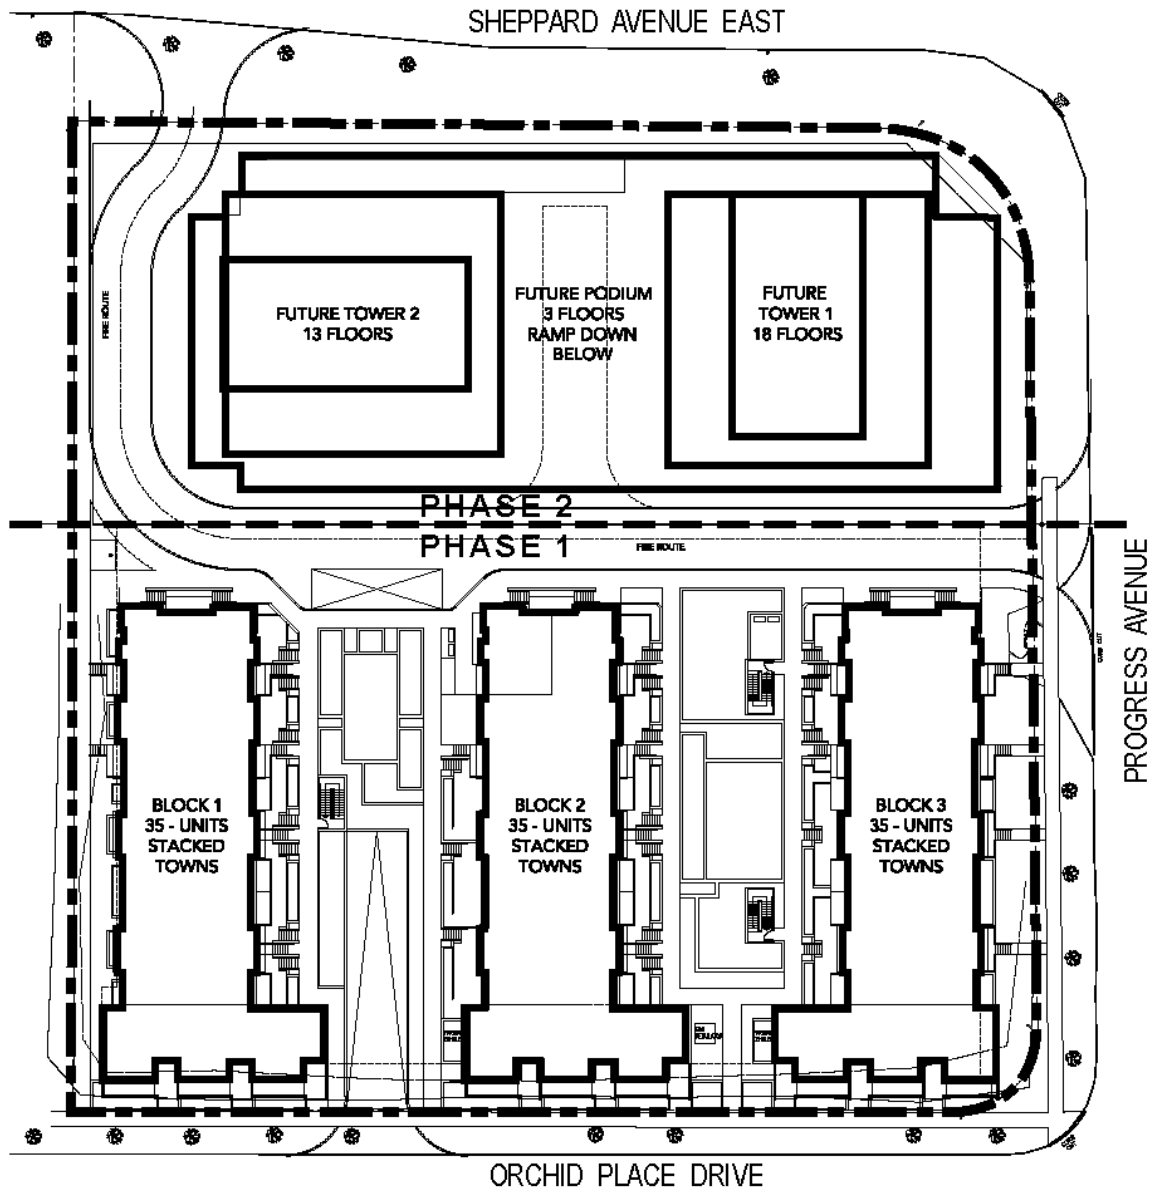 SHEPPARD AVENUE EAST
FIRE ROUTE
FUTURE TOWER 2
13 FLOORS
FUTURE PODIUM
3 FLOORS
RAMP DOWN
BELOW
FUTURE
TOWER 1
18 FLOORS
PHASE 2
PHASE 1
FIRE ROUTE
PROGRESS AVENUE
CURB CUT
BLOCK 1
35 - UNITS
STACKED
TOWNS
BLOCK 2
35 - UNITS
STACKED
TOWNS
BLOCK 3
35 - UNITS
STACKED
TOWNS
ORCHID PLACE DRIVE